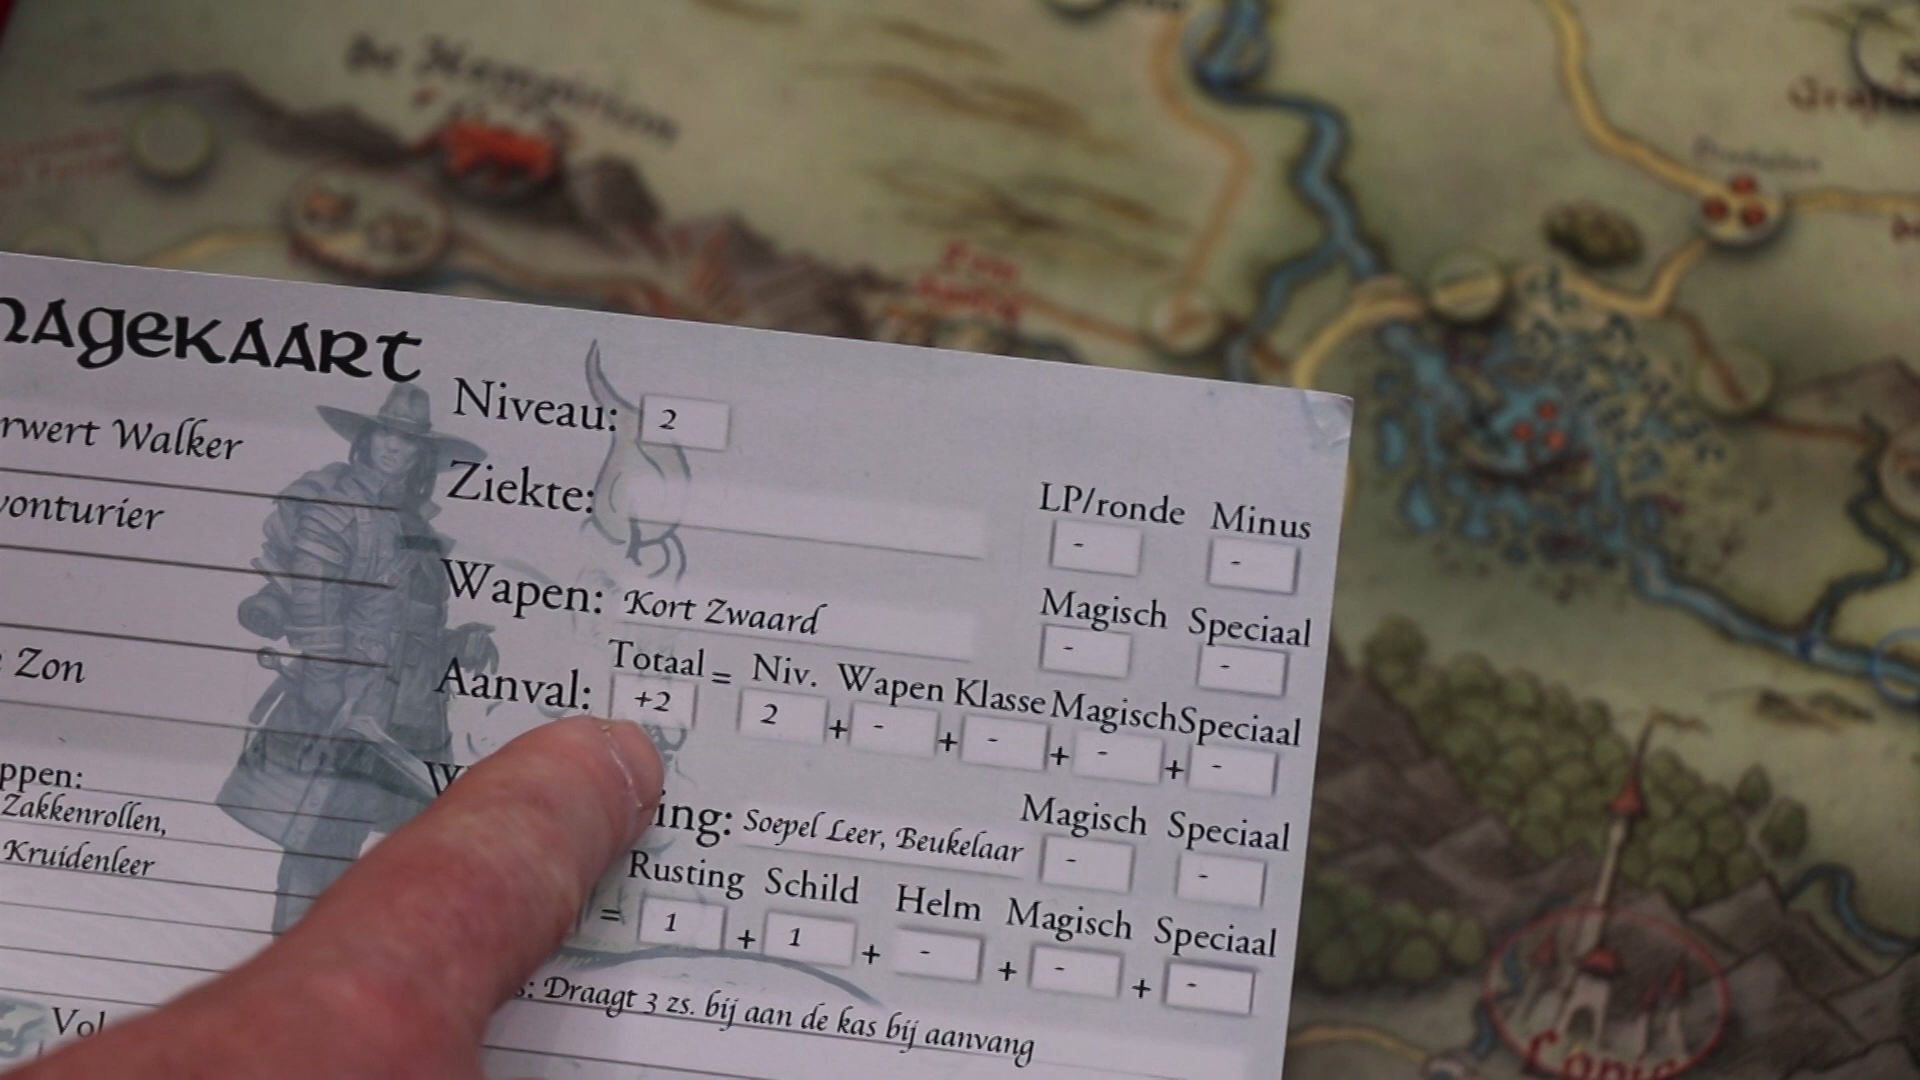 De
NAGEKAART
Niveau: 2
rwert Walker
Ziekte:
LP/ronde Minus
- -
vonturier
Wapen: Kort Zwaard
Magisch Speciaal
- -
Zon
Aanval: Totaal = Niv. Wapen Klasse Magisch Speciaal
+2 2 + - + - + - + -
ppen:
Zakkenrollen,
Kruidenleer
ing: Soepel Leer, Beukelaar
Magisch Speciaal
- -
Rusting Schild Helm Magisch Speciaal
= 1 + 1 + - + - + -
s: Draagt 3 zs. bij aan de kas bij aanvang
Vol